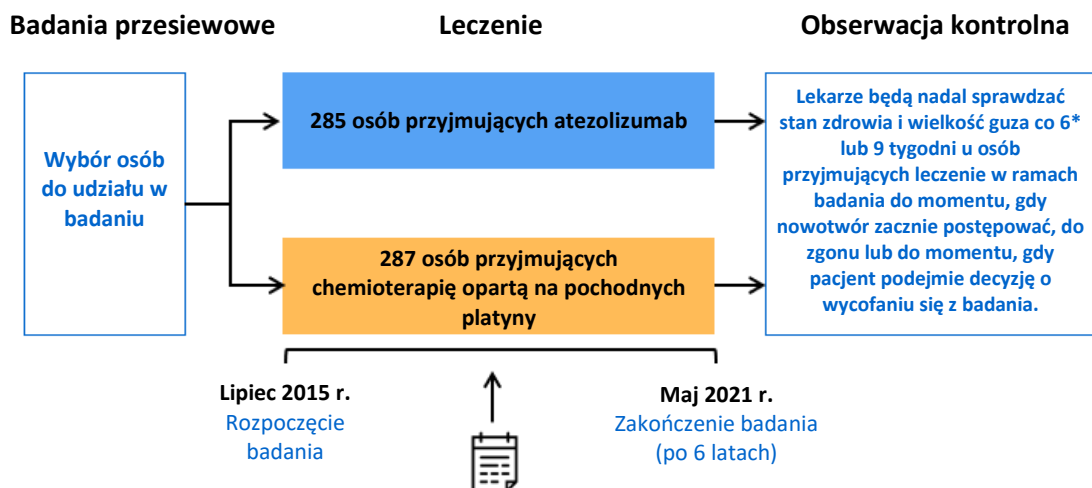 Badania przesiewowe
Leczenie
Obserwacja kontrolna
Wybór osób
do udziału w
badaniu
285 osób przyjmujących atezolizumab
287 osób przyjmujących
chemioterapię opartą na pochodnych
platyny
Lekarze będą nadal sprawdzać
stan zdrowia i wielkość guza co 6*
lub 9 tygodni u osób
przyjmujących leczenie w ramach
badania do momentu, gdy
nowotwór zacznie postępować, do
zgonu lub do momentu, gdy
pacjent podejmie decyzję o
wycofaniu się z badania.
Lipiec 2015 r.
Rozpoczęcie
badania
Maj 2021 r.
Zakończenie badania
(po 6 latach)